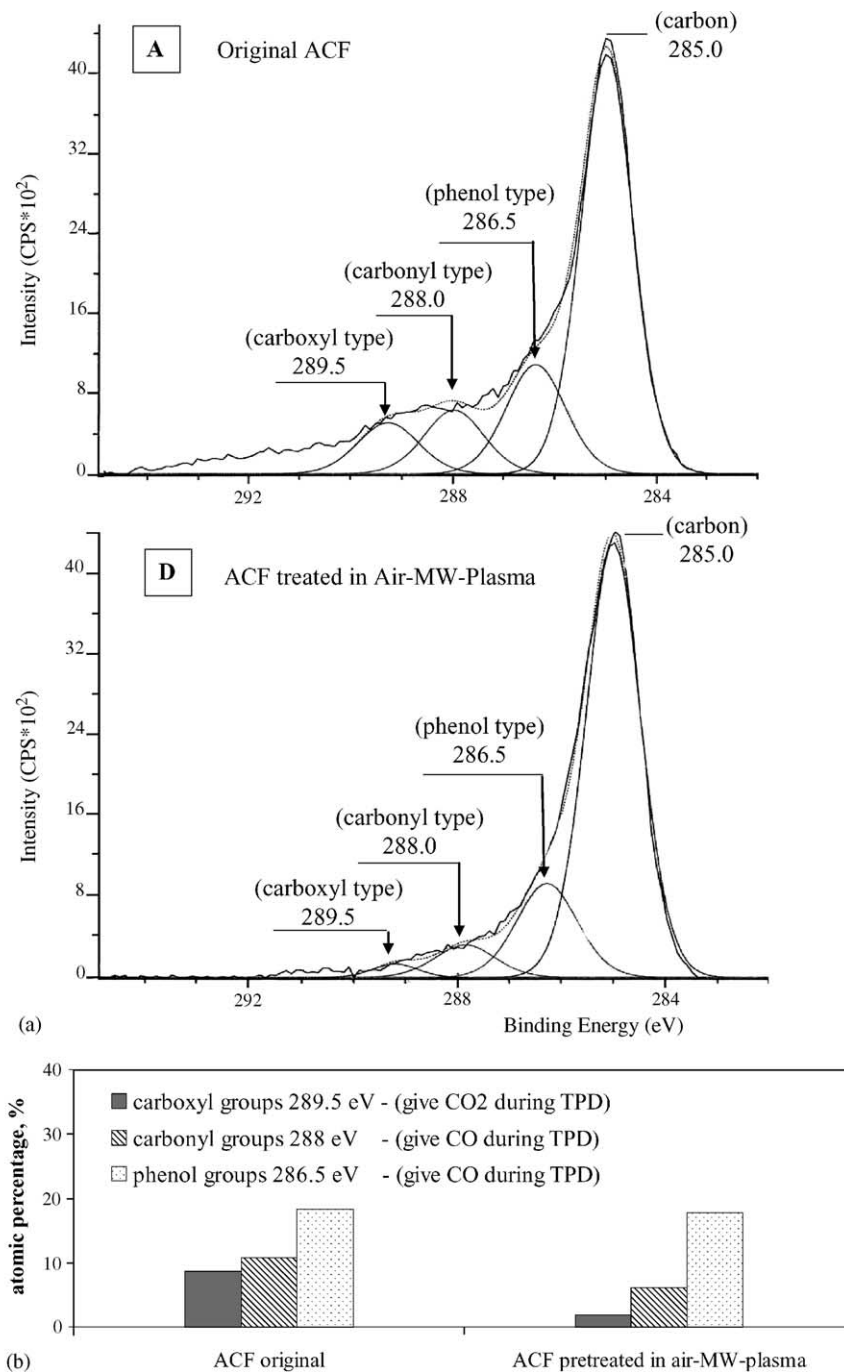 A Original ACF
(carbon)
285.0
(phenol type)
286.5
(carbonyl type)
288.0
(carboxyl type)
289.5
Intensity (CPS*10²)
40
32
24
16
8
0
292 288 284
D ACF treated in Air-MW-Plasma
(carbon)
285.0
(phenol type)
286.5
(carbonyl type)
288.0
(carboxyl type)
289.5
Intensity (CPS*10²)
40
32
24
16
8
0
292 288 284
(a) Binding Energy (eV)
atomic percentage, %
40
30
20
10
0
carboxyl groups 289.5 eV - (give CO2 during TPD)
carbonyl groups 288 eV - (give CO during TPD)
phenol groups 286.5 eV - (give CO during TPD)
(b) ACF original ACF pretreated in air-MW-plasma